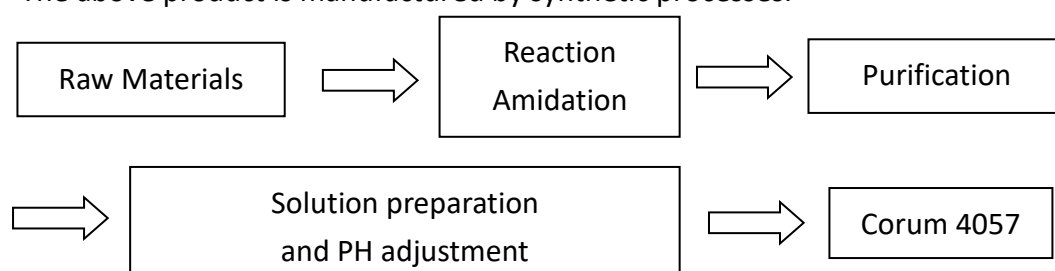 The above product is manufactured by synthetic processes.
Raw Materials
Reaction
Amidation
Purification
Solution preparation
and PH adjustment
Corum 4057